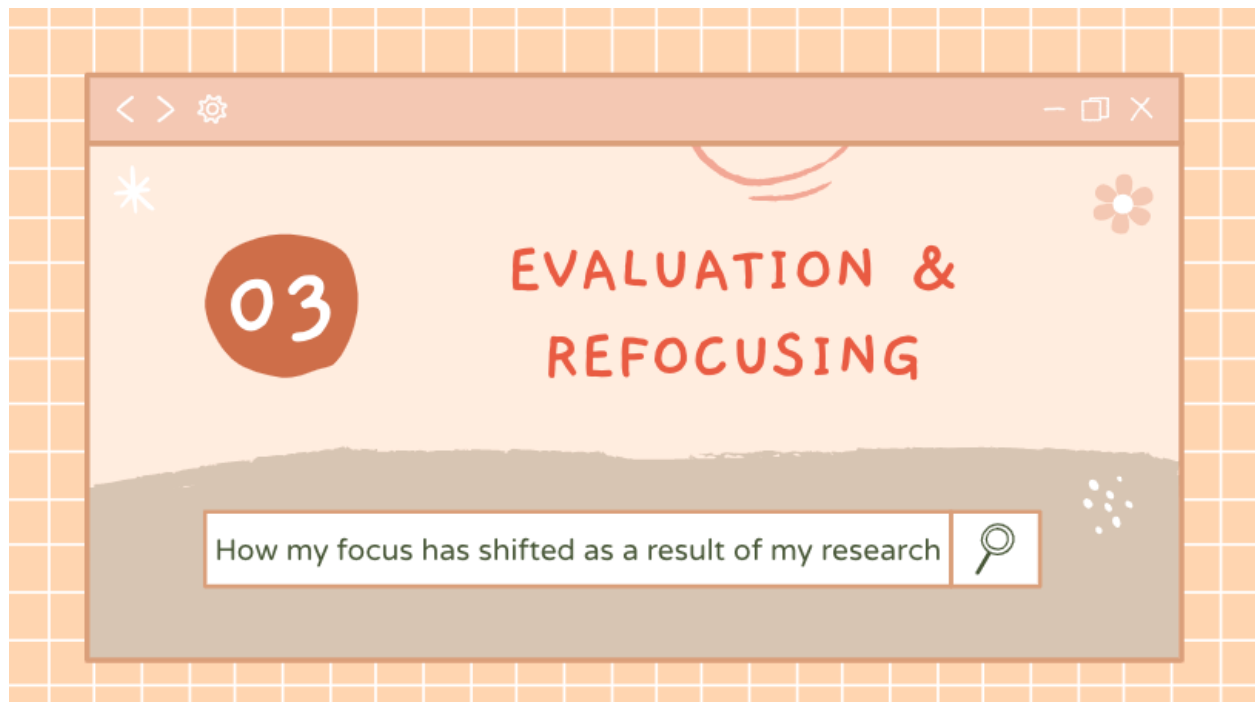 03
EVALUATION &
REFOCUSING
How my focus has shifted as a result of my research